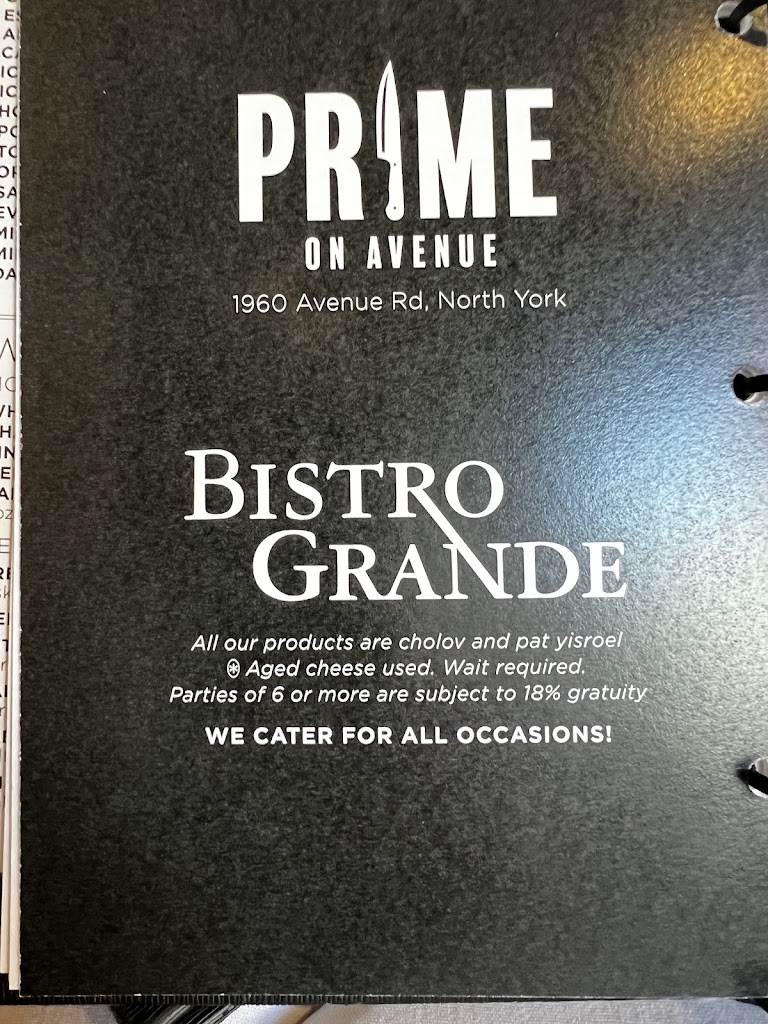 PRIME
ON AVENUE
1960 Avenue Rd, North York
BISTRO
GRANDE
All our products are cholov and pat yisroel
Aged cheese used. Wait required.
Parties of 6 or more are subject to 18% gratuity
WE CATER FOR ALL OCCASIONS!